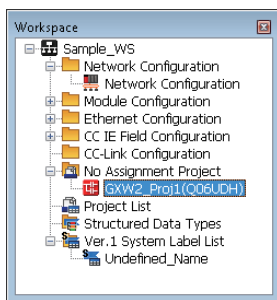 Workspace
Sample_WS
Network Configuration
Network Configuration
Module Configuration
Ethernet Configuration
CC IE Field Configuration
CC-Link Configuration
No Assignment Project
GXW2_Proj1(Q06UDH)
Project List
Structured Data Types
Ver.1 System Label List
Undefined_Name